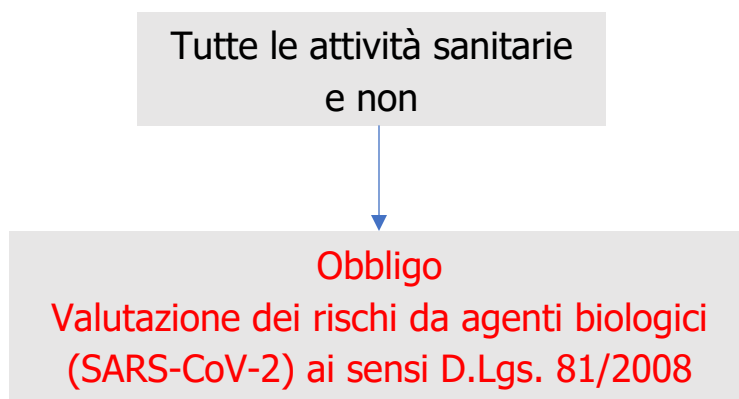 Tutte le attività sanitarie
e non
Obbligo
Valutazione dei rischi da agenti biologici
(SARS-CoV-2) ai sensi D.Lgs. 81/2008